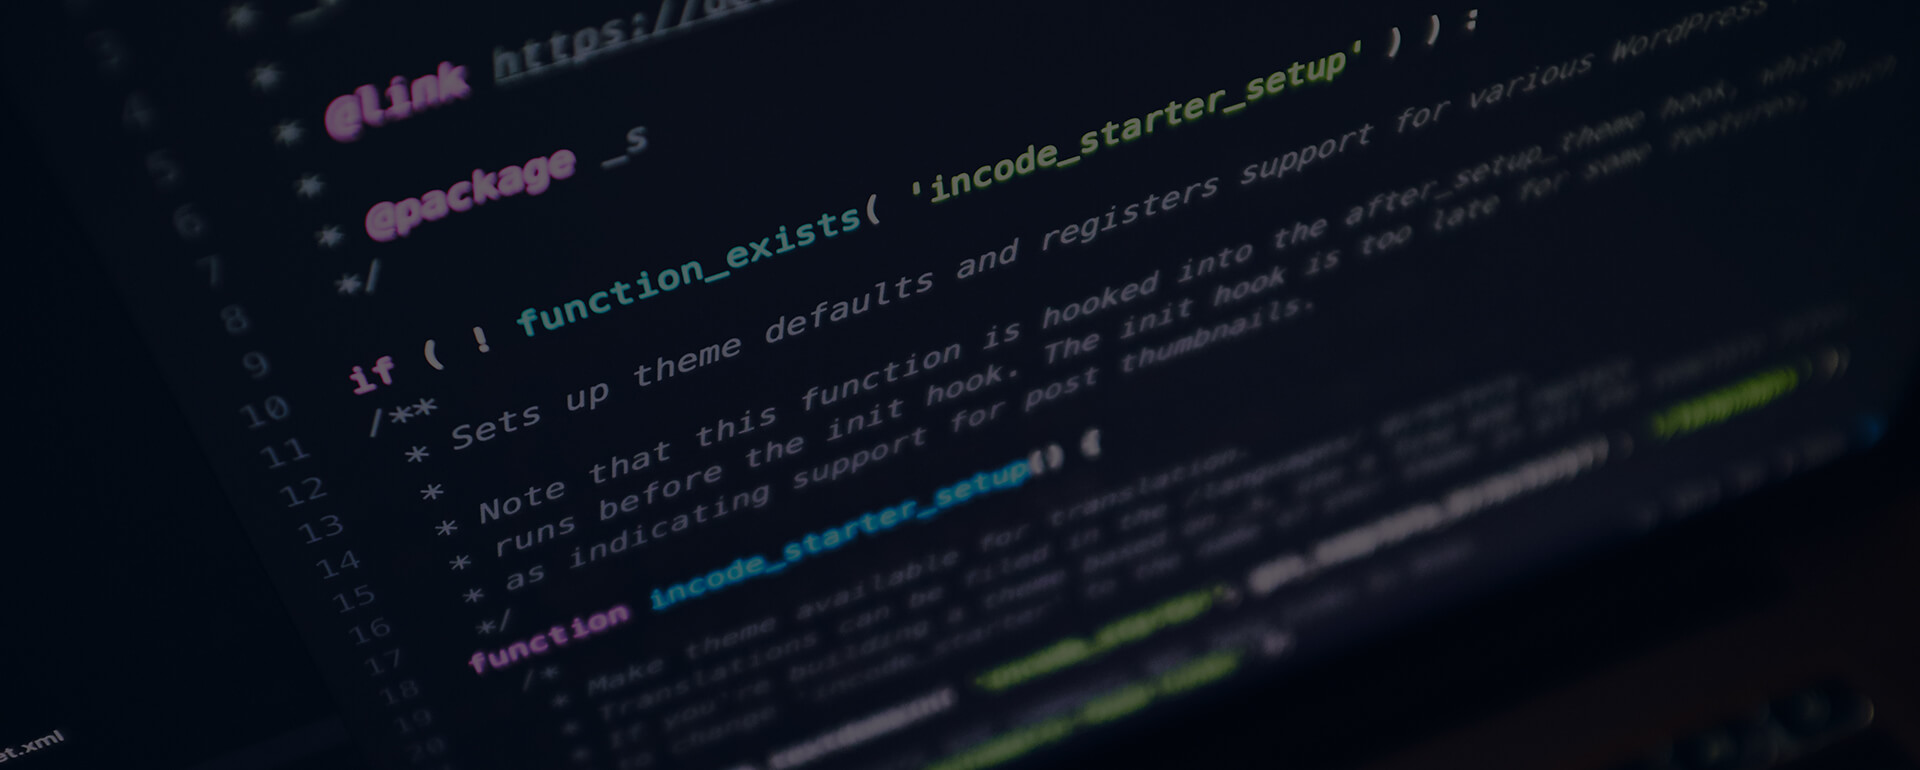 3
4 *
5 * @link https://
6 *
7 * @package _s
8 */
9
10 if ( ! function_exists( 'incode_starter_setup' ) ) :
11 /**
12 * Sets up theme defaults and registers support for various WordPress
13 *
14 * Note that this function is hooked into the after_setup_theme hook, which
15 * runs before the init hook. The init hook is too late for some features, such
16 * as indicating support for post thumbnails.
17 */
18 function incode_starter_setup() {
19 /*
20 * Make theme available for translation.
* Translations can be filed in the /languages/ directory.
* If you're building a theme based on _s, use a find and replace
* to change 'incode_starter' to the name of your theme in all the
'incode_starter'
et.xml